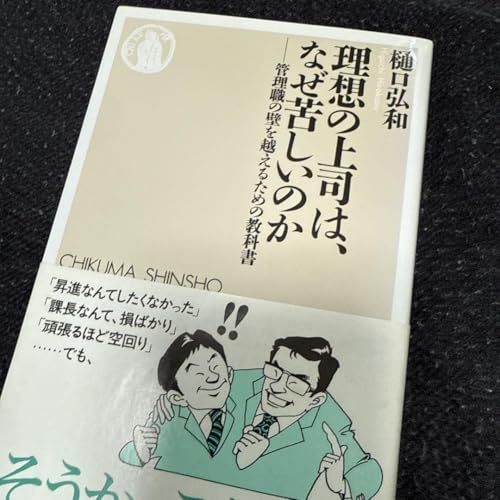 樋口弘和
理想の上司は、
なぜ苦しいのか
──管理職の壁を越えるための教科書
CHIKUMA SHINSHO
「昇進なんてしたくなかった」
「課長なんて、損ばかり」
「頑張るほど空回り」
……でも、
!!